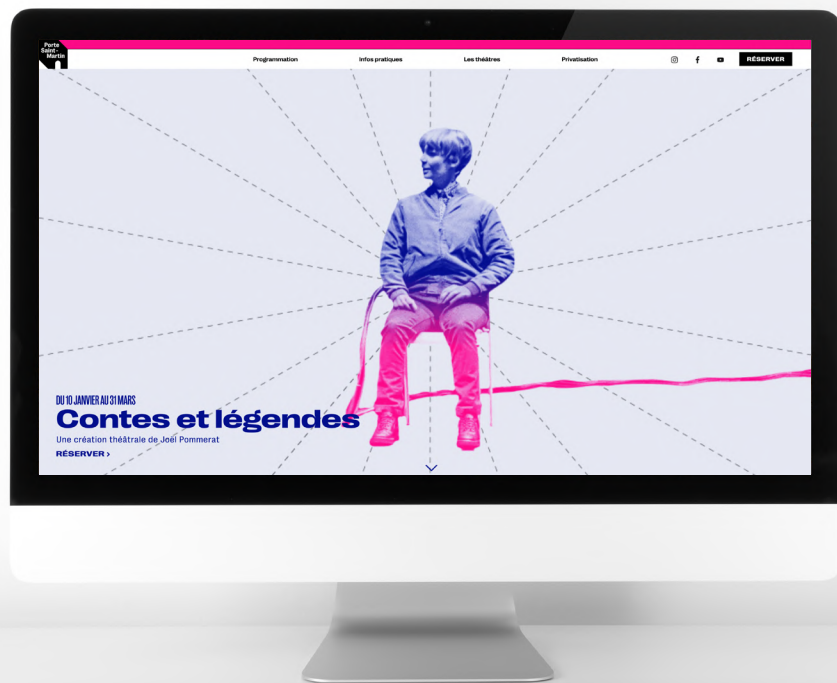 Porte
Saint-
Martin
Programmation
Infos pratiques
Les théâtres
Privatisation
RÉSERVER
DU 10 JANVIER AU 31 MARS
Contes et légendes
Une création théâtrale de Joël Pommerat
RÉSERVER >